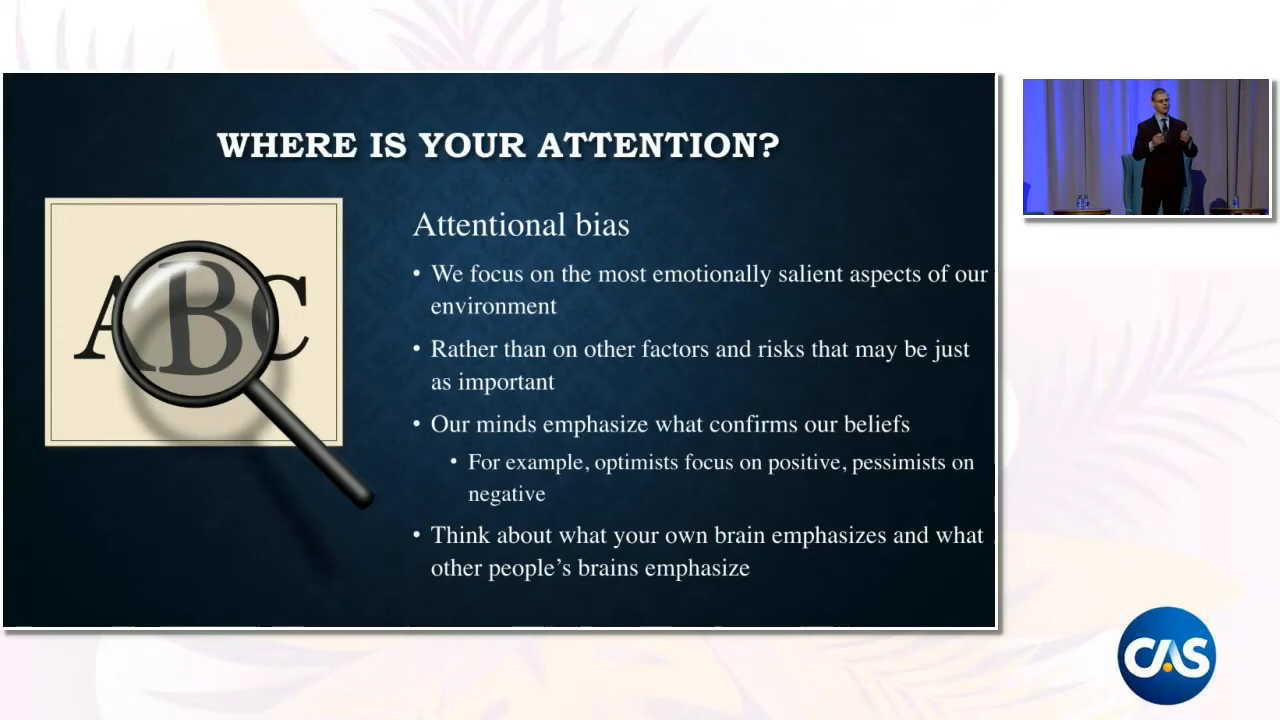 WHERE IS YOUR ATTENTION?
ABC
Attentional bias
• We focus on the most emotionally salient aspects of our
environment
• Rather than on other factors and risks that may be just
as important
• Our minds emphasize what confirms our beliefs
• For example, optimists focus on positive, pessimists on
negative
• Think about what your own brain emphasizes and what
other people's brains emphasize
CAS